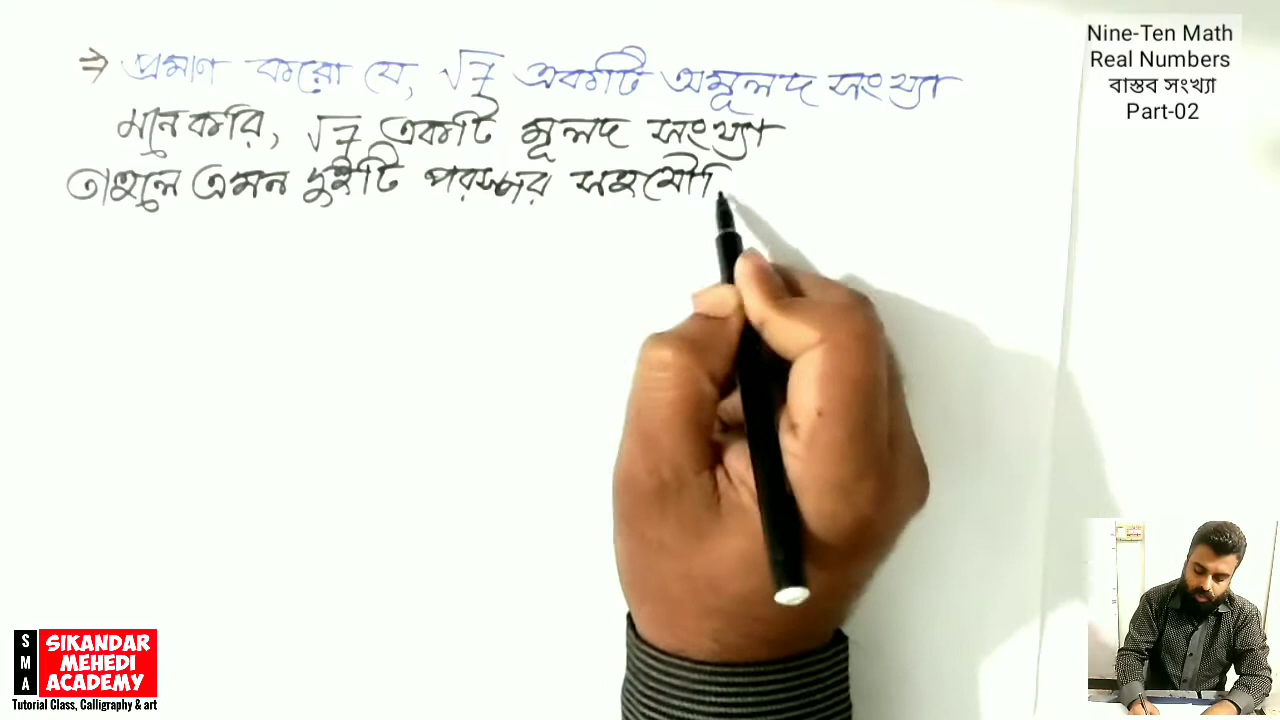 ⇒ প্রমাণ করো যে, √7 একটি অমূলদ সংখ্যা
মনে করি, √7 একটি মূলদ সংখ্যা
তাহলে এমন দুইটি পরস্পর সহমৌ
Nine-Ten Math
Real Numbers
বাস্তব সংখ্যা
Part-02
S M A
SIKANDAR
MEHEDI
ACADEMY
Tutorial Class, Calligraphy & art